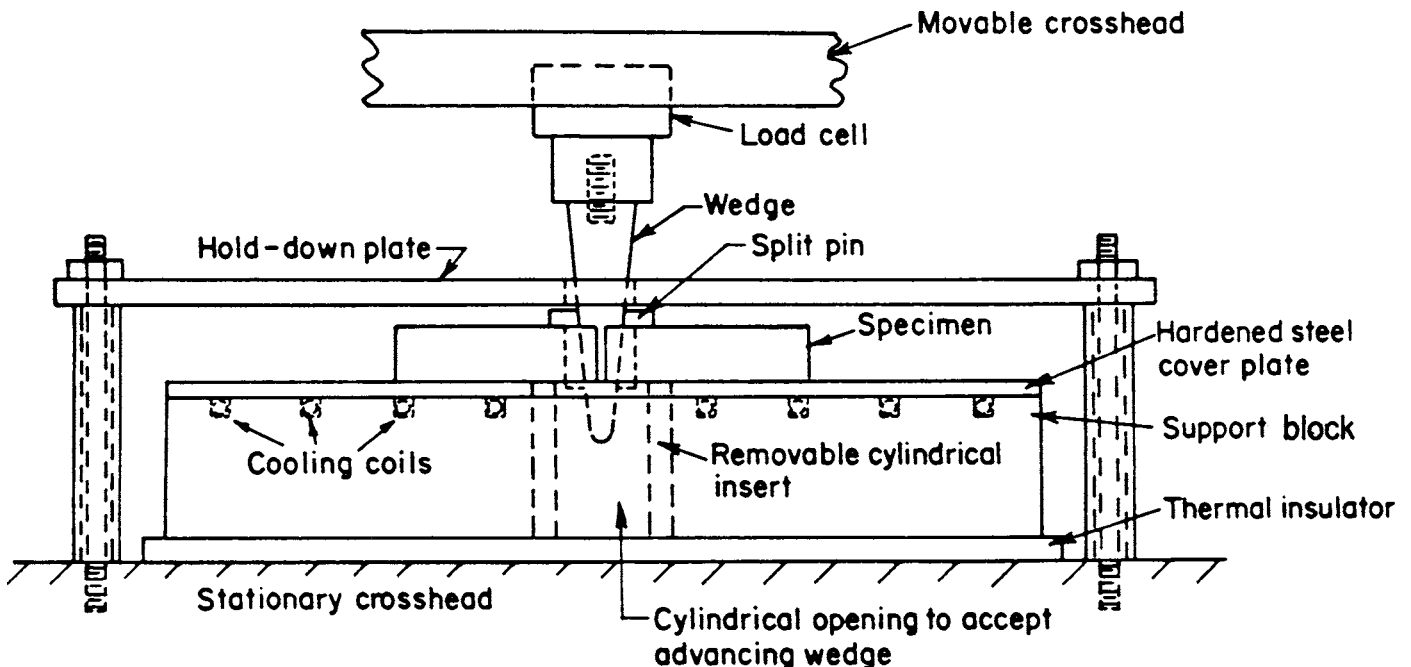 Movable crosshead
Load cell
Wedge
Hold-down plate
Split pin
Specimen
Hardened steel
cover plate
Support block
Cooling coils
Removable cylindrical
insert
Thermal insulator
Stationary crosshead
Cylindrical opening to accept
advancing wedge